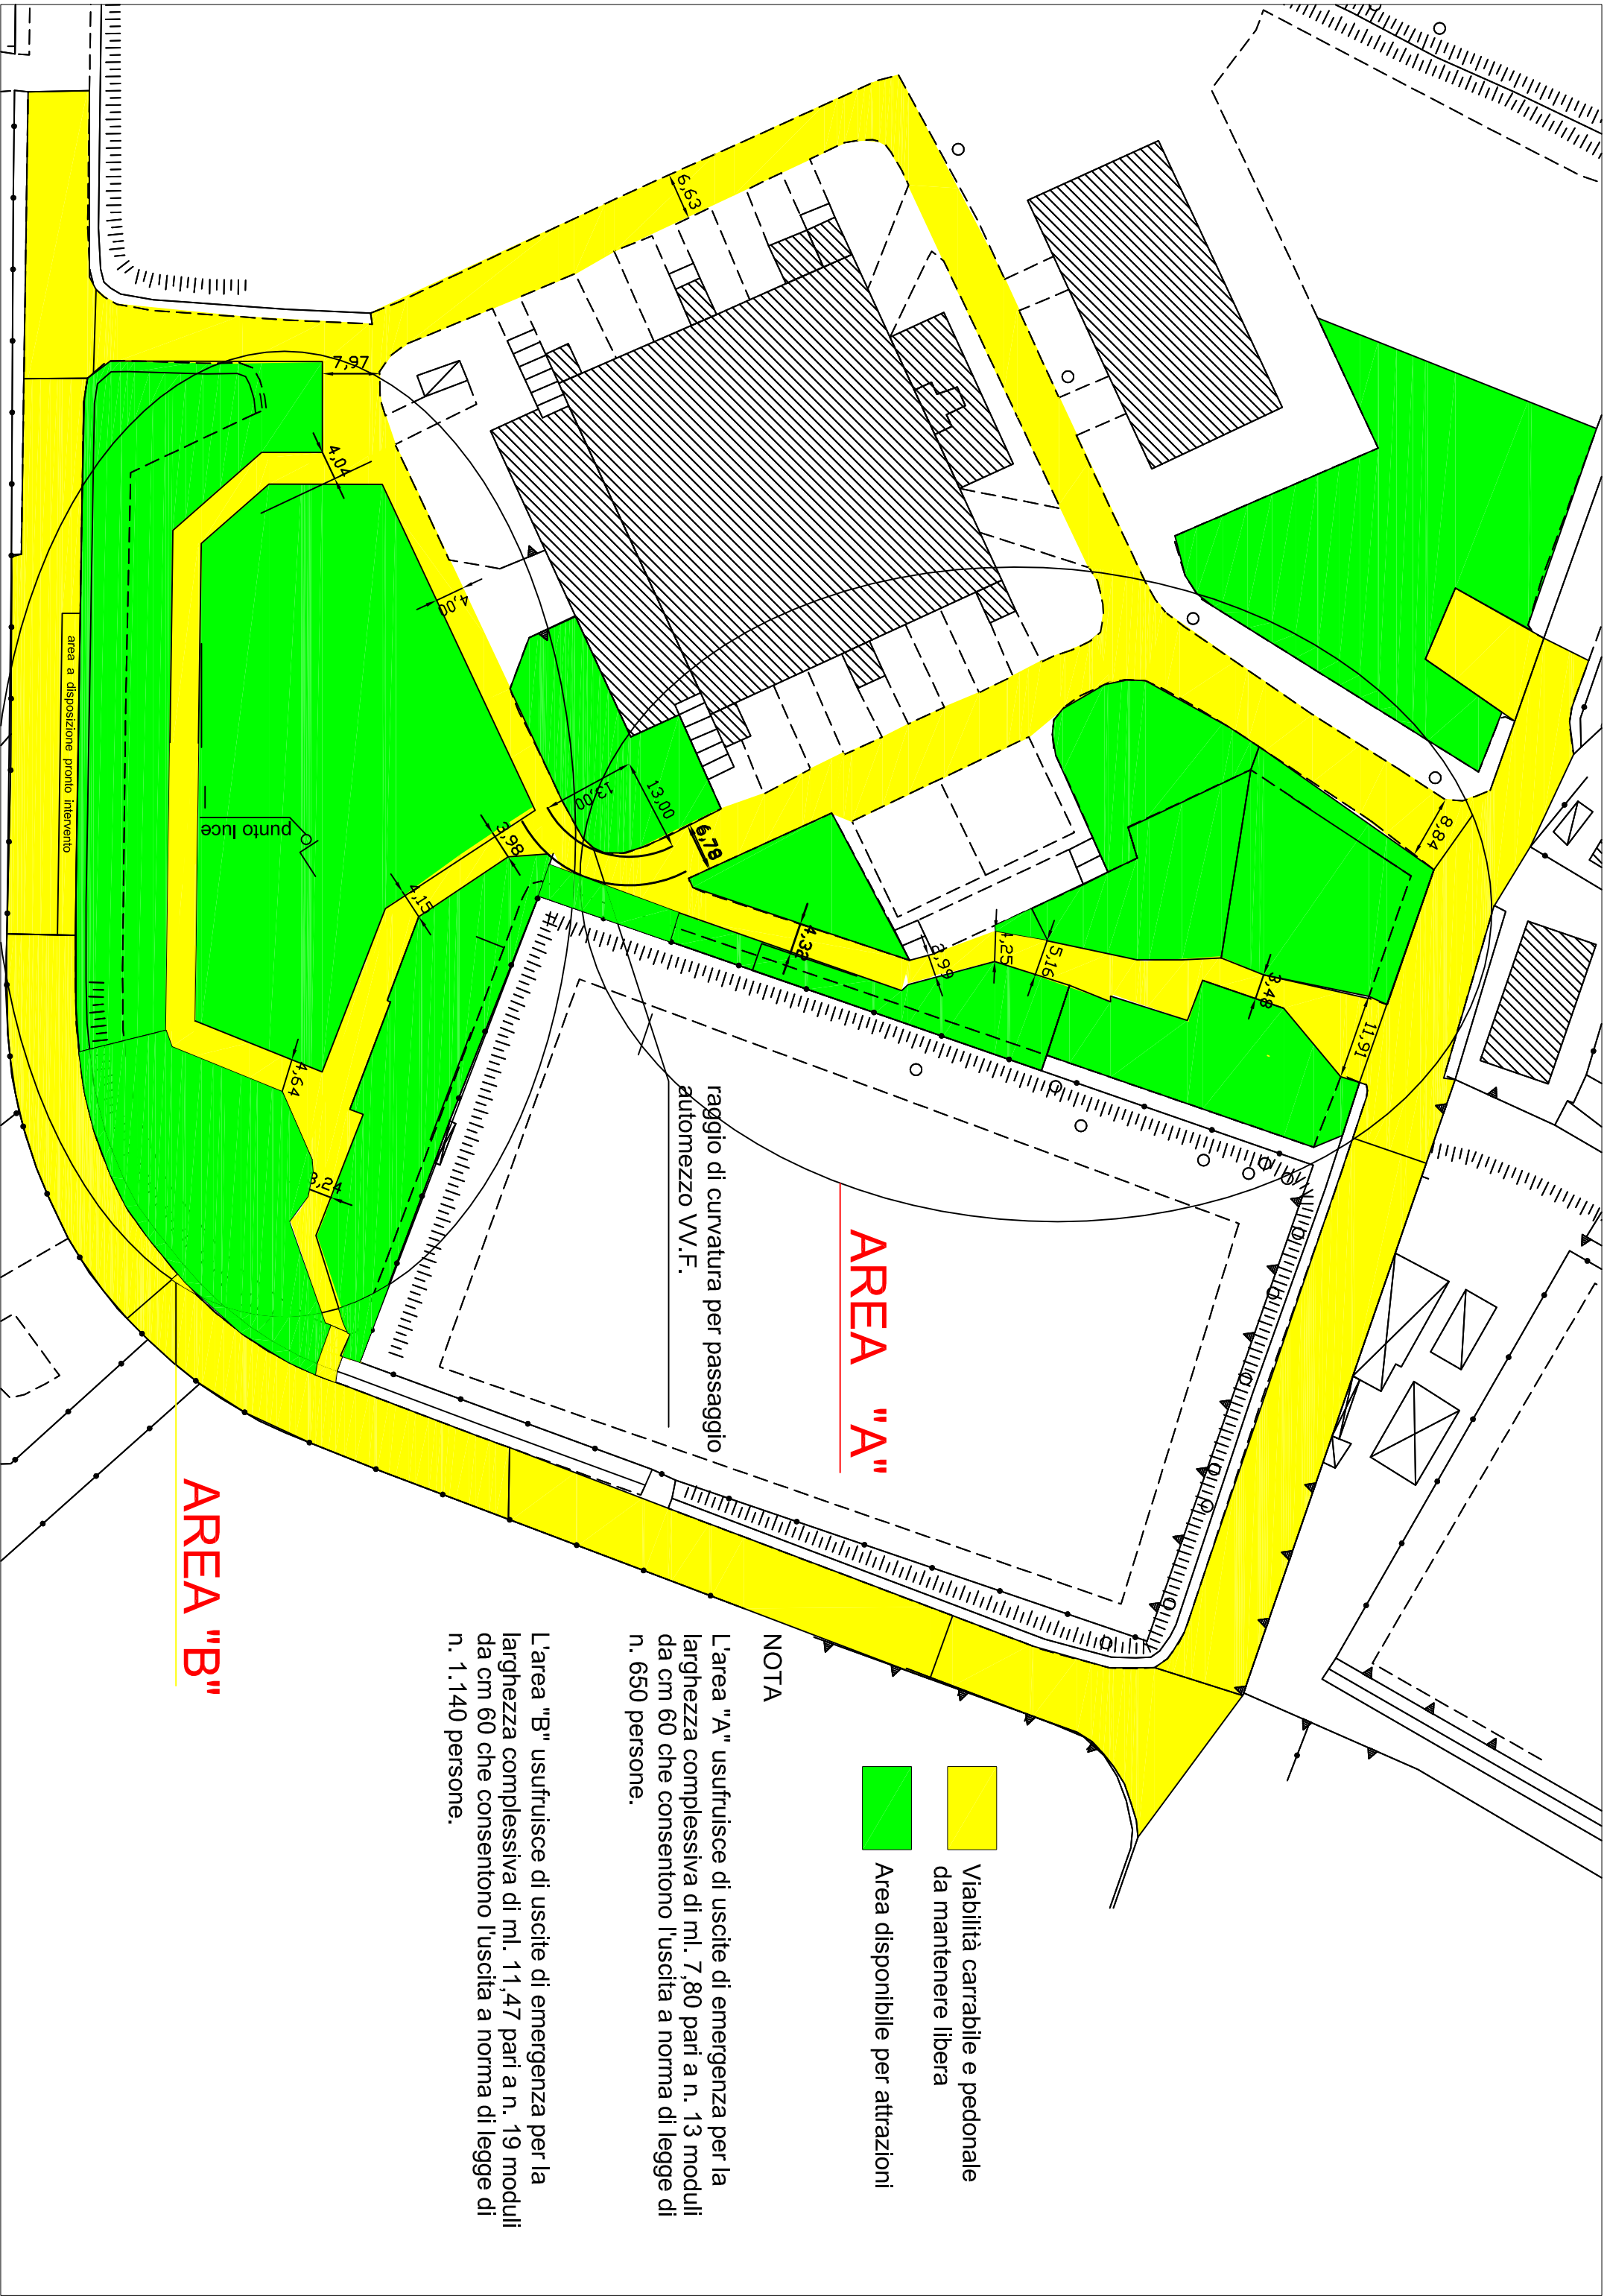 AREA "A"
raggio di curvatura per passaggio
automezzo VV.F.
AREA "B"
Viabilità carrabile e pedonale
da mantenere libera
Area disponibile per attrazioni
NOTA
L'area "A" usufruisce di uscite di emergenza per la
larghezza complessiva di ml. 7,80 pari a n. 13 moduli
da cm 60 che consentono l'uscita a norma di legge di
n. 650 persone.
L'area "B" usufruisce di uscite di emergenza per la
larghezza complessiva di ml. 11,47 pari a n. 19 moduli
da cm 60 che consentono l'uscita a norma di legge di
n. 1.140 persone.
area a disposizione pronto intervento
punto luce
6,63
7,97
4,04
4,00
13,00
13,00
6,78
3,98
4,15
4,64
3,99
5,16
3,48
11,91
8,84